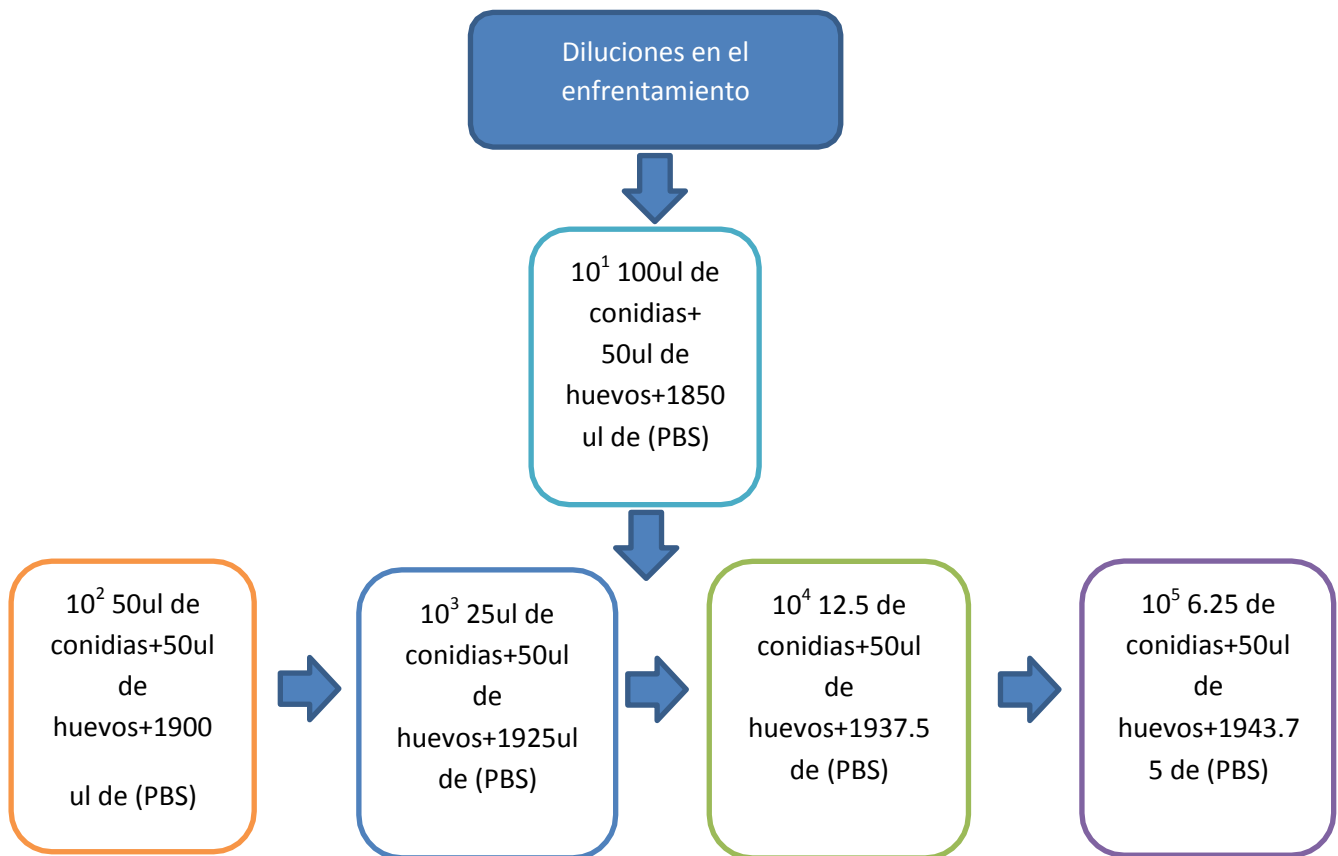 Diluciones en el
enfrentamiento
10¹ 100ul de
conidias+
50ul de
huevos+1850
ul de (PBS)
10² 50ul de
conidias+50ul
de
huevos+1900
ul de (PBS)
10³ 25ul de
conidias+50ul
de
huevos+1925ul
de (PBS)
10⁴ 12.5 de
conidias+50ul
de
huevos+1937.5
de (PBS)
10⁵ 6.25 de
conidias+50ul
de
huevos+1943.7
5 de (PBS)